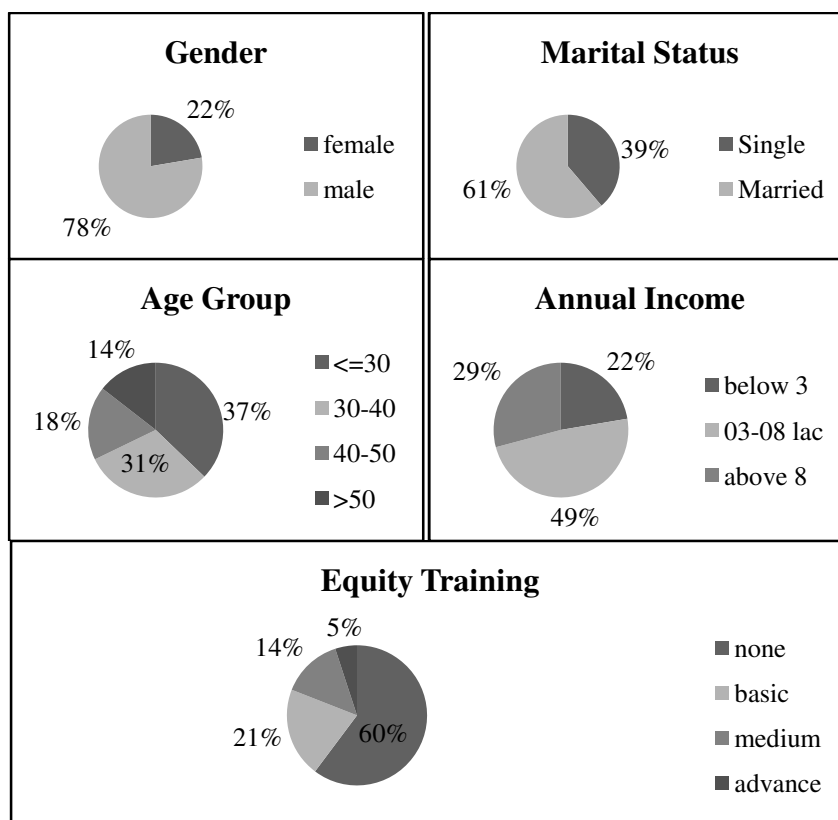 Gender
22%
female
male
78%
Marital Status
39%
Single
61%
Married
Age Group
14%
<=30
37%
30-40
18%
31%
40-50
>50
Annual Income
29%
22%
below 3
03-08 lac
above 8
49%
Equity Training
5%
14%
none
basic
21%
60%
medium
advance